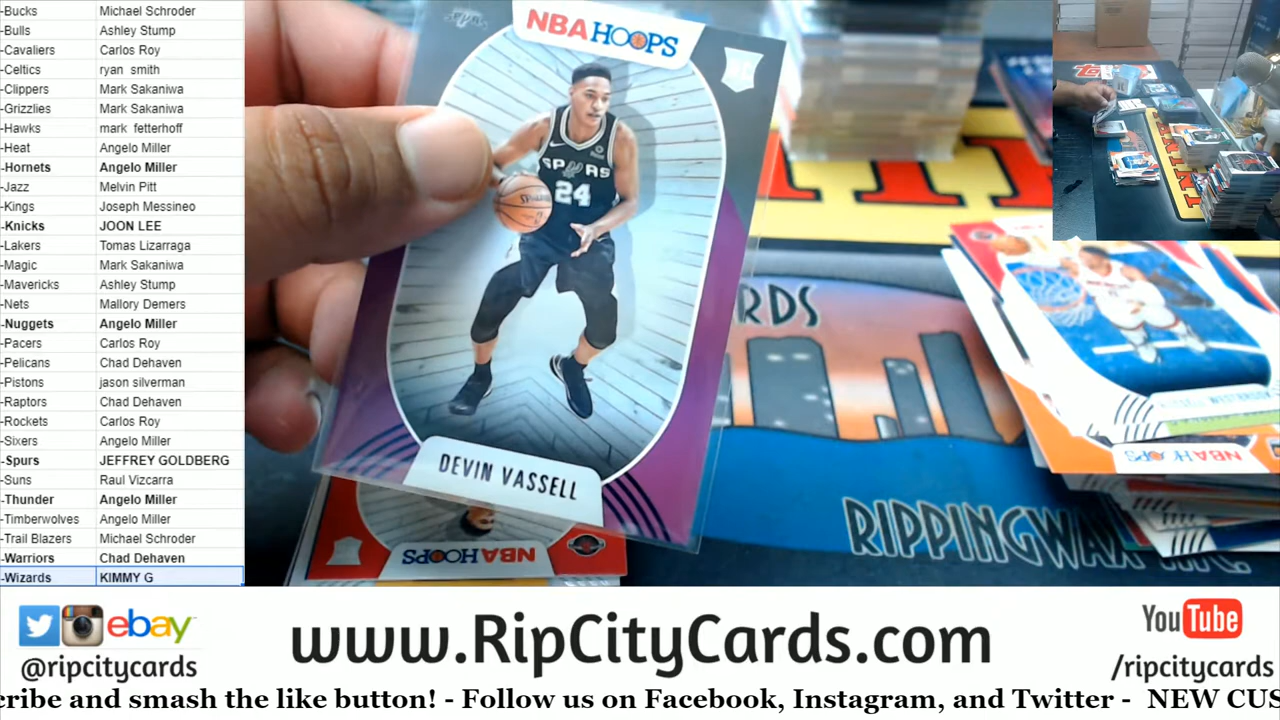 -Bucks Michael Schroder
-Bulls Ashley Stump
-Cavaliers Carlos Roy
-Celtics ryan smith
-Clippers Mark Sakaniwa
-Grizzlies Mark Sakaniwa
-Hawks mark fetterhoff
-Heat Angelo Miller
-Hornets Angelo Miller
-Jazz Melvin Pitt
-Kings Joseph Messineo
-Knicks JOON LEE
-Lakers Tomas Lizarraga
-Magic Mark Sakaniwa
-Mavericks Ashley Stump
-Nets Mallory Demers
-Nuggets Angelo Miller
-Pacers Carlos Roy
-Pelicans Chad Dehaven
-Pistons jason silverman
-Raptors Chad Dehaven
-Rockets Carlos Roy
-Sixers Angelo Miller
-Spurs JEFFREY GOLDBERG
-Suns Raul Vizcarra
-Thunder Angelo Miller
-Timberwolves Angelo Miller
-Trail Blazers Michael Schroder
-Warriors Chad Dehaven
-Wizards KIMMY G
NBA HOOPS
SPURS
24
DEVIN VASSELL
NBA HOOPS
RDS
RIPPINGWAX
RUSSELL WESTBROOK
HOOPS
ebay
@ripcitycards
www.RipCityCards.com
YouTube
/ripcitycards
cribe and smash the like button! - Follow us on Facebook, Instagram, and Twitter - NEW CUS